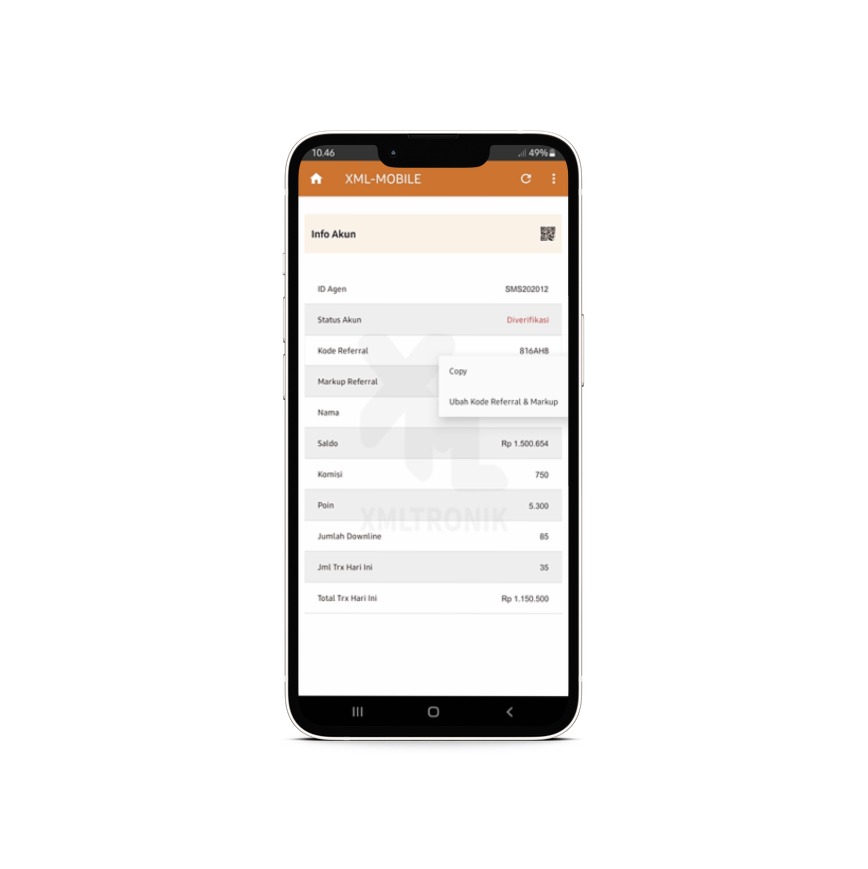 10.46
49%
XML-MOBILE
Info Akun
ID Agen SMS202012
Status Akun Diverifikasi
Kode Referral 816AHB
Copy
Markup Referral
Ubah Kode Referral & Markup
Nama
Saldo Rp 1.500.654
Komisi 750
Poin 5.300
XMLTRONIK
Jumlah Downline 85
Jml Trx Hari Ini 35
Total Trx Hari Ini Rp 1.150.500